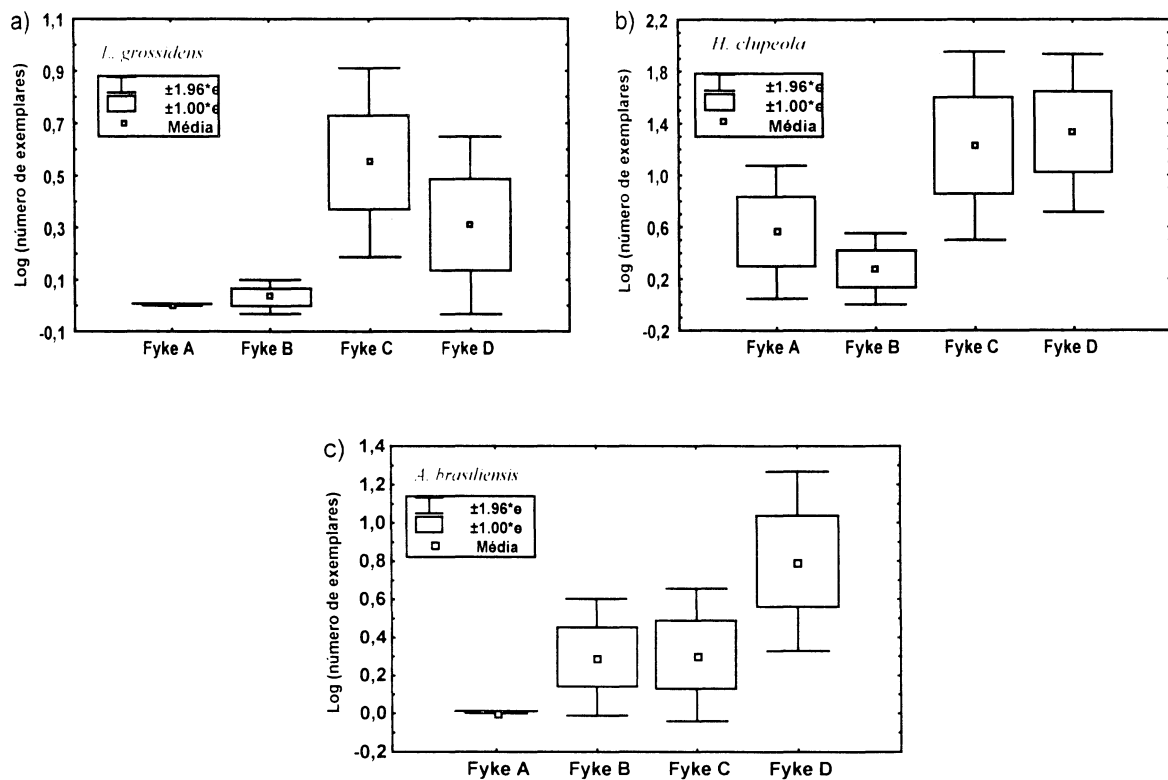 a)
L. grossidens
±1.96*e
±1.00*e
Média
Log (número de exemplares)
1,1
0,9
0,7
0,5
0,3
0,1
-0,1
Fyke A Fyke B Fyke C Fyke D
b)
H. clupeola
±1.96*e
±1.00*e
Média
Log (número de exemplares)
2,2
1,8
1,4
1,0
0,6
0,2
-0,2
Fyke A Fyke B Fyke C Fyke D
c)
A. brasiliensis
±1.96*e
±1.00*e
Média
Log (número de exemplares)
1,4
1,2
1,0
0,8
0,6
0,4
0,2
0,0
-0,2
Fyke A Fyke B Fyke C Fyke D